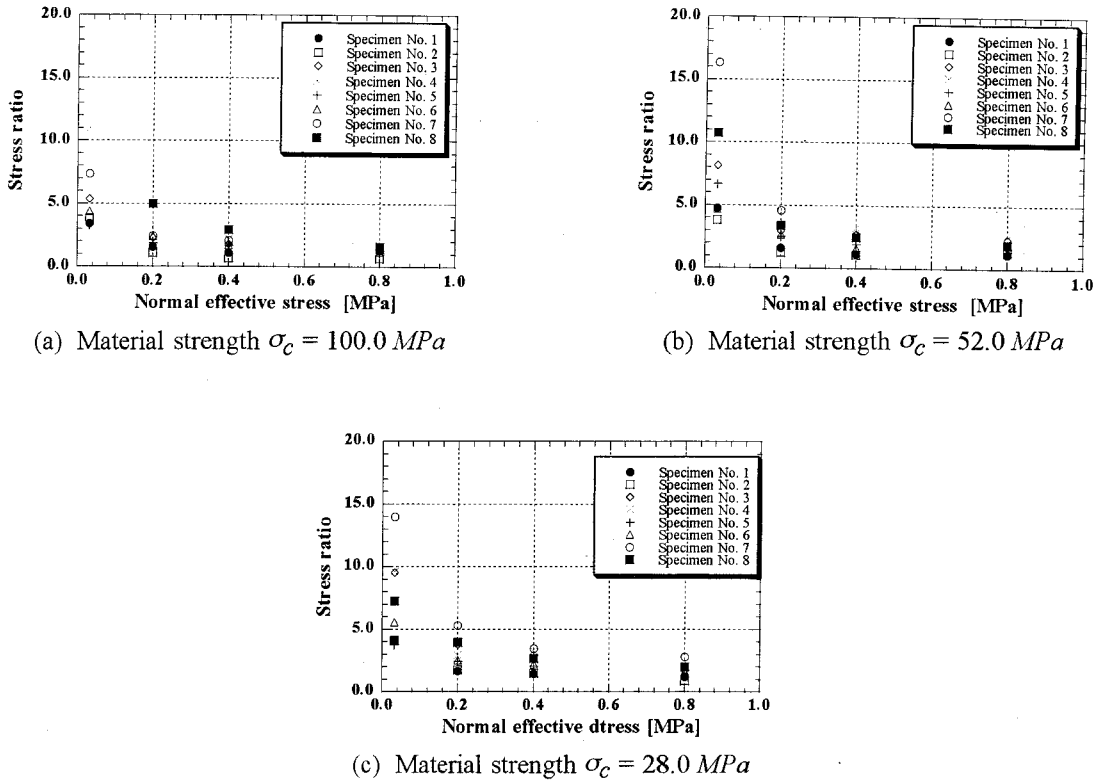 20.0
15.0
10.0
5.0
0.0
Stress ratio
Specimen No. 1
Specimen No. 2
Specimen No. 3
Specimen No. 4
Specimen No. 5
Specimen No. 6
Specimen No. 7
Specimen No. 8
0.0 0.2 0.4 0.6 0.8 1.0
Normal effective stress [MPa]
(a) Material strength σc = 100.0 MPa
20.0
15.0
10.0
5.0
0.0
Stress ratio
Specimen No. 1
Specimen No. 2
Specimen No. 3
Specimen No. 4
Specimen No. 5
Specimen No. 6
Specimen No. 7
Specimen No. 8
0.0 0.2 0.4 0.6 0.8 1.0
Normal effective stress [MPa]
(b) Material strength σc = 52.0 MPa
20.0
15.0
10.0
5.0
0.0
Stress ratio
Specimen No. 1
Specimen No. 2
Specimen No. 3
Specimen No. 4
Specimen No. 5
Specimen No. 6
Specimen No. 7
Specimen No. 8
0.0 0.2 0.4 0.6 0.8 1.0
Normal effective dtress [MPa]
(c) Material strength σc = 28.0 MPa